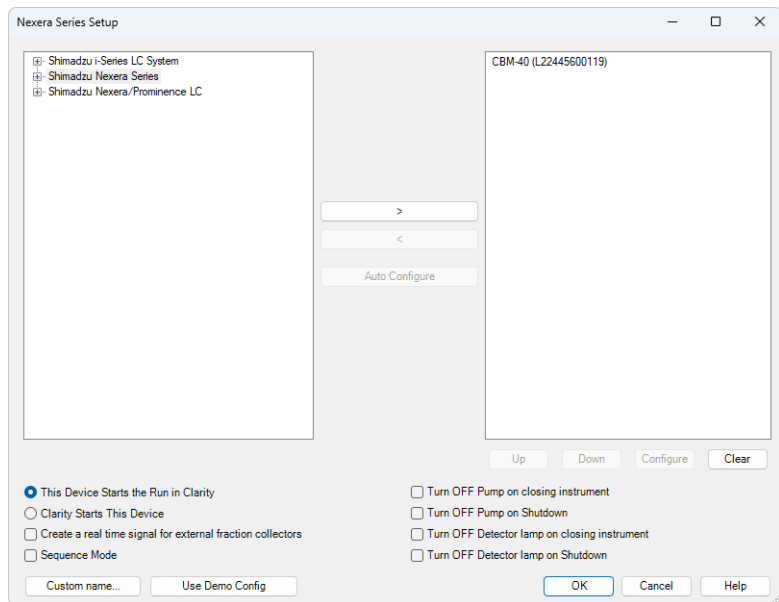 Nexera Series Setup
Shimadzu i-Series LC System
Shimadzu Nexera Series
Shimadzu Nexera/Prominence LC
CBM-40 (L22445600119)
>
<
Auto Configure
Up Down Configure Clear
This Device Starts the Run in Clarity
Clarity Starts This Device
Create a real time signal for external fraction collectors
Sequence Mode
Turn OFF Pump on closing instrument
Turn OFF Pump on Shutdown
Turn OFF Detector lamp on closing instrument
Turn OFF Detector lamp on Shutdown
Custom name... Use Demo Config OK Cancel Help